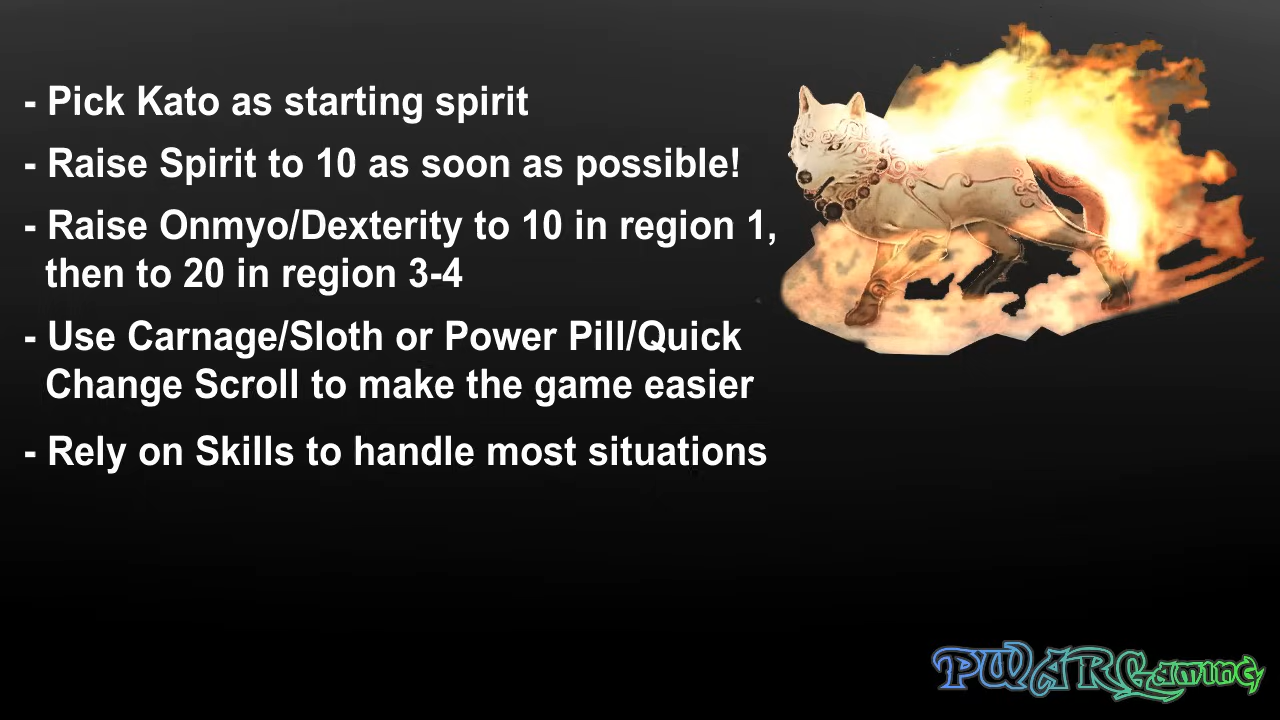 - Pick Kato as starting spirit
- Raise Spirit to 10 as soon as possible!
- Raise Onmyo/Dexterity to 10 in region 1,
then to 20 in region 3-4
- Use Carnage/Sloth or Power Pill/Quick
Change Scroll to make the game easier
- Rely on Skills to handle most situations
PWARGaming